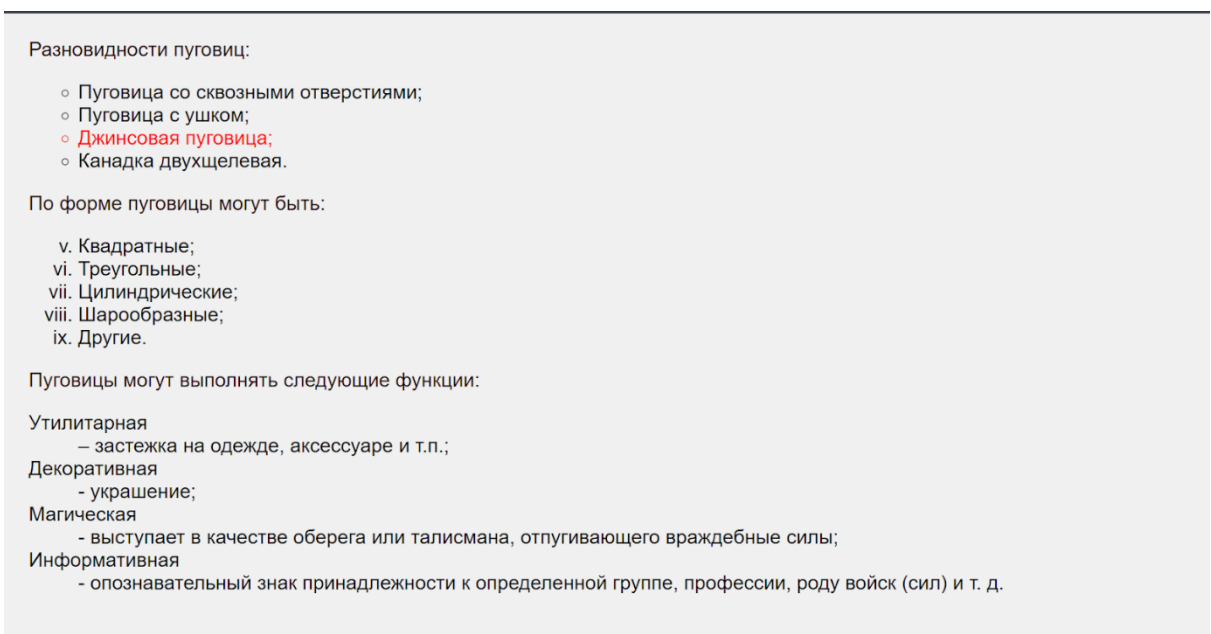 Разновидности пуговиц:
◦ Пуговица со сквозными отверстиями;
◦ Пуговица с ушком;
◦ Джинсовая пуговица;
◦ Канадка двухщелевая.
По форме пуговицы могут быть:
v. Квадратные;
vi. Треугольные;
vii. Цилиндрические;
viii. Шарообразные;
ix. Другие.
Пуговицы могут выполнять следующие функции:
Утилитарная
– застежка на одежде, аксессуаре и т.п.;
Декоративная
- украшение;
Магическая
- выступает в качестве оберега или талисмана, отпугивающего враждебные силы;
Информативная
- опознавательный знак принадлежности к определенной группе, профессии, роду войск (сил) и т. д.